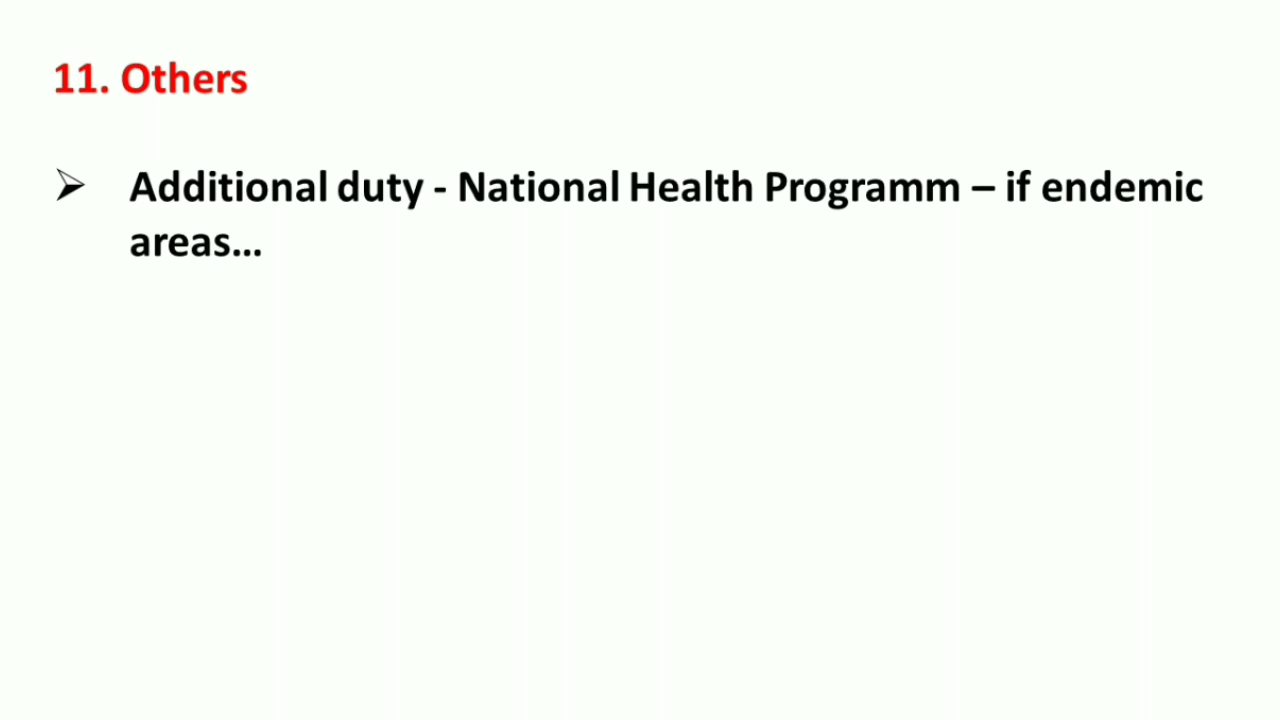 11. Others
➢ Additional duty - National Health Programm – if endemic
areas…